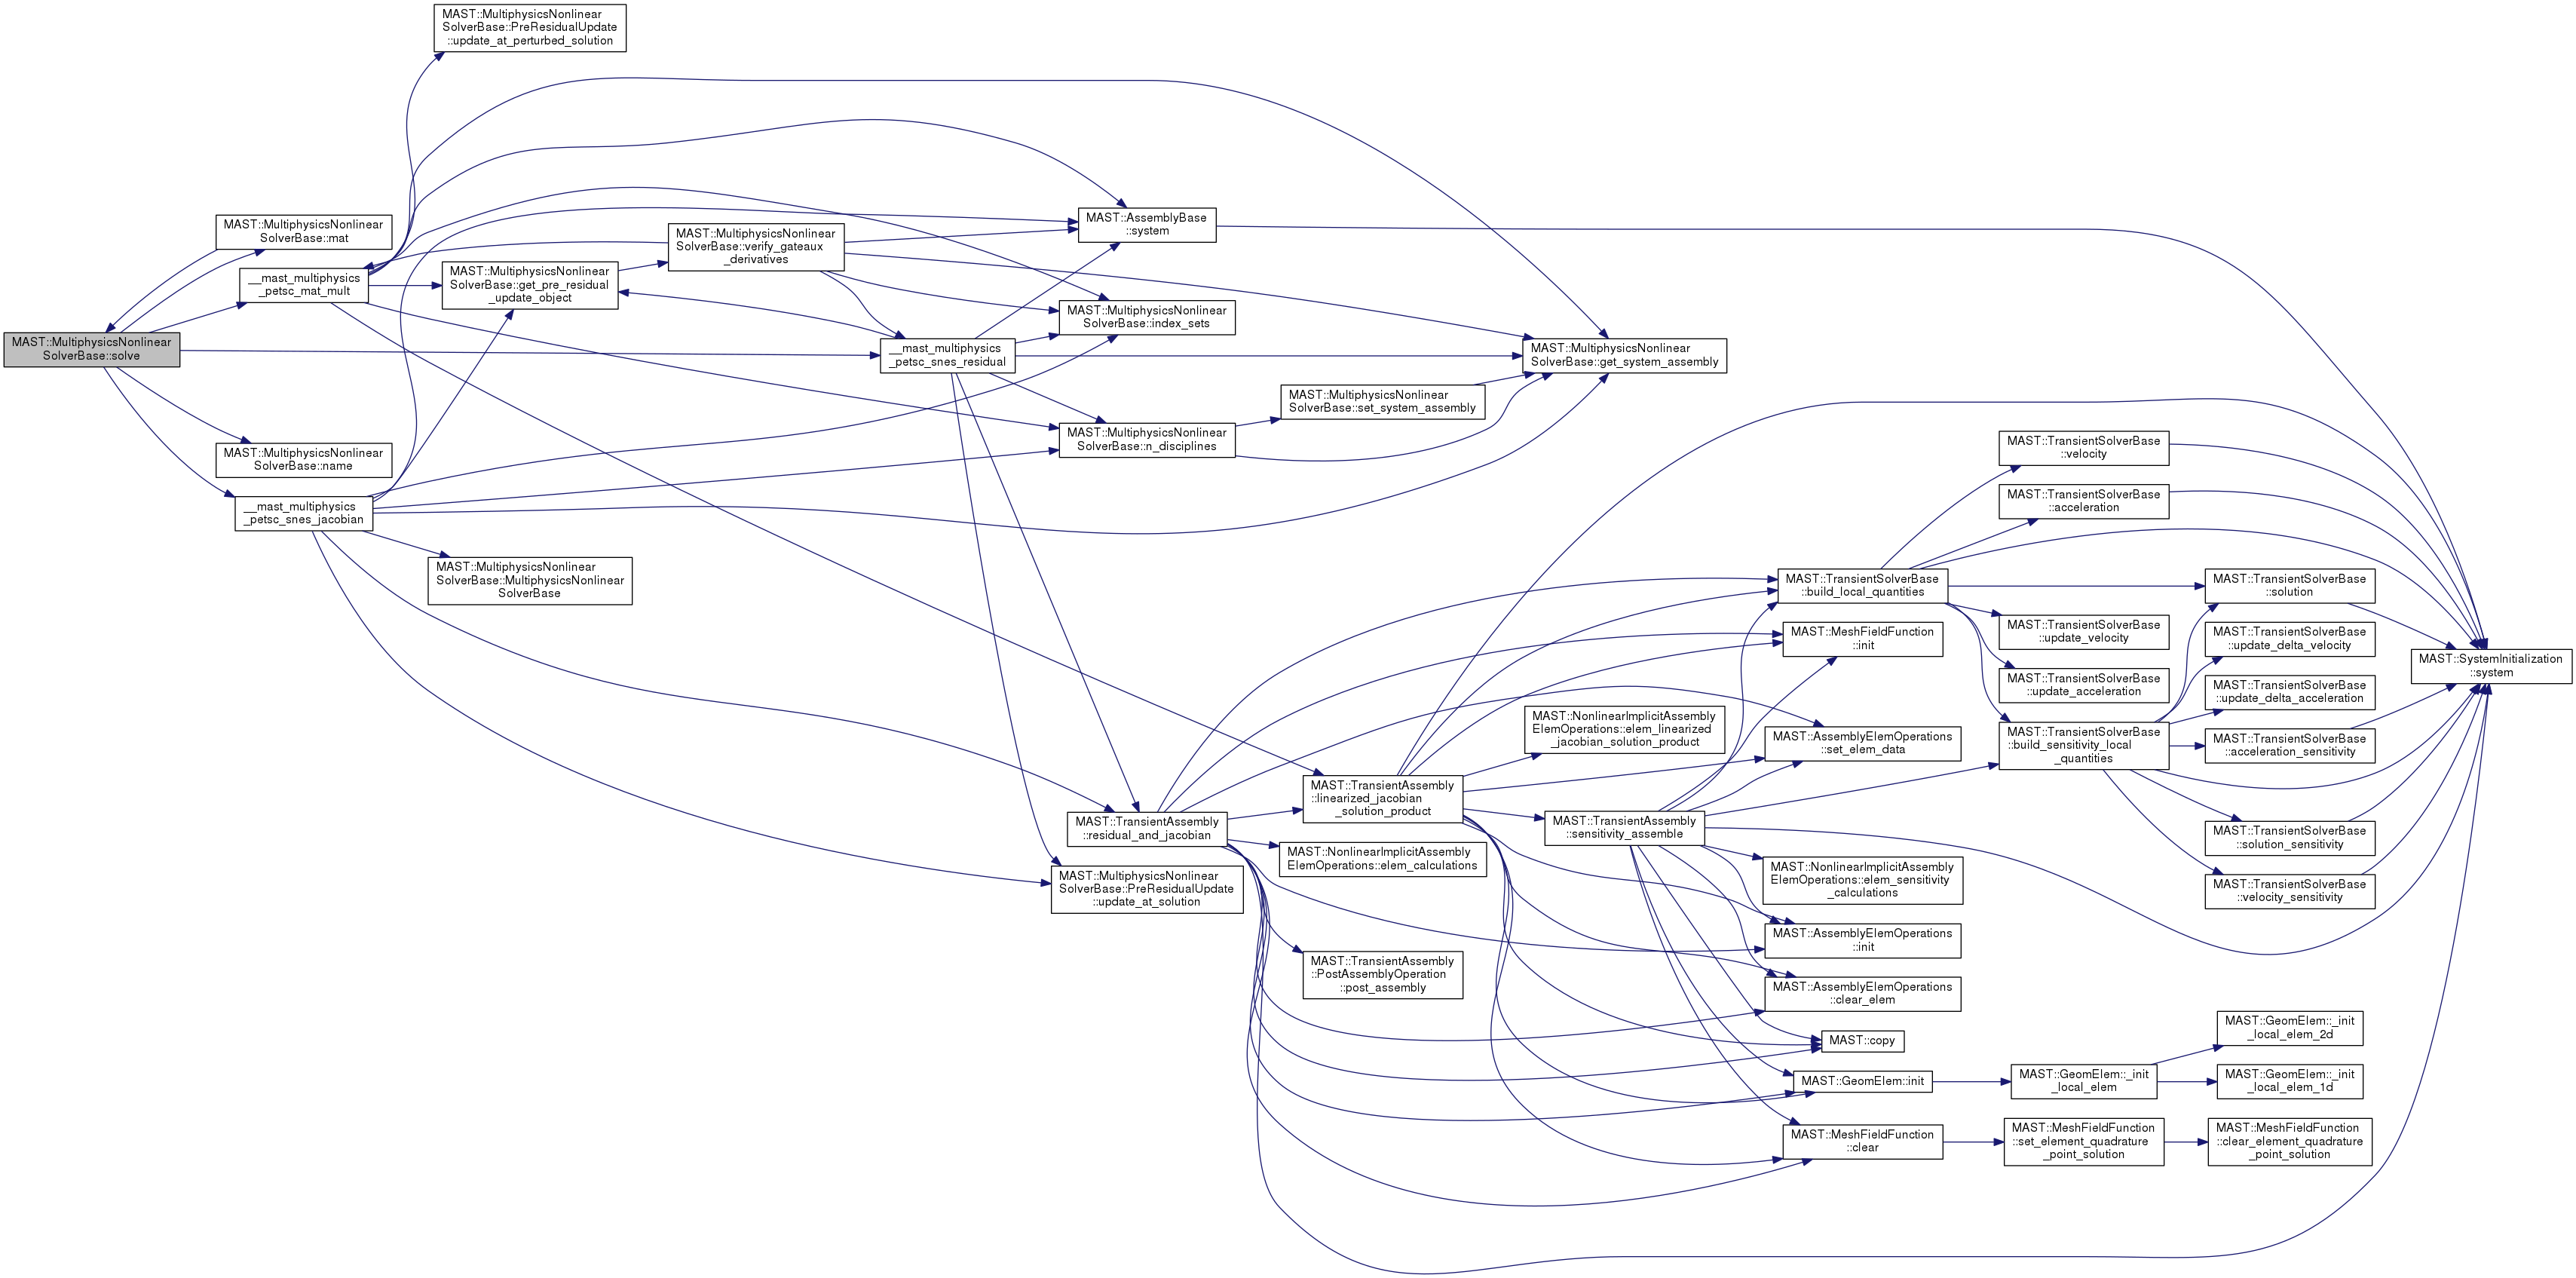 MAST::MultiphysicsNonlinear
SolverBase::solve
MAST::MultiphysicsNonlinear
SolverBase::mat
__mast_multiphysics
_petsc_mat_mult
MAST::MultiphysicsNonlinear
SolverBase::name
__mast_multiphysics
_petsc_snes_jacobian
MAST::MultiphysicsNonlinear
SolverBase::PreResidualUpdate
::update_at_perturbed_solution
MAST::MultiphysicsNonlinear
SolverBase::get_pre_residual
_update_object
MAST::MultiphysicsNonlinear
SolverBase::MultiphysicsNonlinear
SolverBase
MAST::MultiphysicsNonlinear
SolverBase::verify_gateaux
_derivatives
__mast_multiphysics
_petsc_snes_residual
MAST::AssemblyBase
::system
MAST::MultiphysicsNonlinear
SolverBase::index_sets
MAST::MultiphysicsNonlinear
SolverBase::n_disciplines
MAST::TransientAssembly
::residual_and_jacobian
MAST::MultiphysicsNonlinear
SolverBase::PreResidualUpdate
::update_at_solution
MAST::MultiphysicsNonlinear
SolverBase::set_system_assembly
MAST::TransientAssembly
::linearized_jacobian
_solution_product
MAST::NonlinearImplicitAssembly
ElemOperations::elem_calculations
MAST::TransientAssembly
::PostAssemblyOperation
::post_assembly
MAST::MultiphysicsNonlinear
SolverBase::get_system_assembly
MAST::NonlinearImplicitAssembly
ElemOperations::elem_linearized
_jacobian_solution_product
MAST::TransientAssembly
::sensitivity_assemble
MAST::TransientSolverBase
::build_local_quantities
MAST::MeshFieldFunction
::init
MAST::AssemblyElemOperations
::set_elem_data
MAST::NonlinearImplicitAssembly
ElemOperations::elem_sensitivity
_calculations
MAST::AssemblyElemOperations
::init
MAST::AssemblyElemOperations
::clear_elem
MAST::copy
MAST::GeomElem::init
MAST::MeshFieldFunction
::clear
MAST::TransientSolverBase
::velocity
MAST::TransientSolverBase
::acceleration
MAST::TransientSolverBase
::update_velocity
MAST::TransientSolverBase
::update_acceleration
MAST::TransientSolverBase
::build_sensitivity_local
_quantities
MAST::GeomElem::_init
_local_elem
MAST::MeshFieldFunction
::set_element_quadrature
_point_solution
MAST::TransientSolverBase
::solution
MAST::TransientSolverBase
::update_delta_velocity
MAST::TransientSolverBase
::update_delta_acceleration
MAST::TransientSolverBase
::acceleration_sensitivity
MAST::TransientSolverBase
::solution_sensitivity
MAST::TransientSolverBase
::velocity_sensitivity
MAST::GeomElem::_init
_local_elem_2d
MAST::GeomElem::_init
_local_elem_1d
MAST::MeshFieldFunction
::clear_element_quadrature
_point_solution
MAST::SystemInitialization
::system